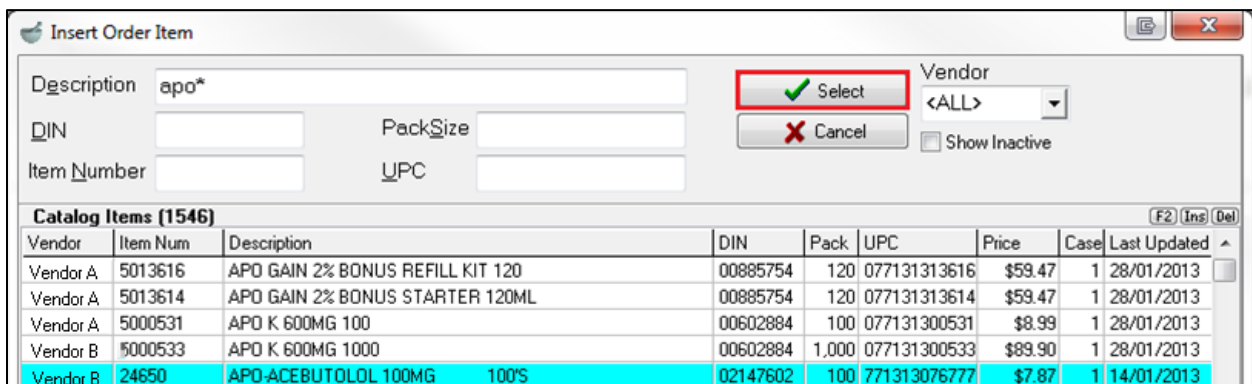 Insert Order Item
Description apo* Select Vendor
<ALL>
DIN PackSize Cancel Show Inactive
Item Number UPC
Catalog Items (1546) F2 Ins Del
Vendor Item Num Description DIN Pack UPC Price Case Last Updated
Vendor A 5013616 APO GAIN 2% BONUS REFILL KIT 120 00885754 120 077131313616 $59.47 1 28/01/2013
Vendor A 5013614 APO GAIN 2% BONUS STARTER 120ML 00885754 120 077131313614 $59.47 1 28/01/2013
Vendor A 5000531 APO K 600MG 100 00602884 100 077131300531 $8.99 1 28/01/2013
Vendor B 5000533 APO K 600MG 1000 00602884 1,000 077131300533 $89.90 1 28/01/2013
Vendor B 24650 APO-ACEBUTOLOL 100MG 100'S 02147602 100 771313076777 $7.87 1 14/01/2013